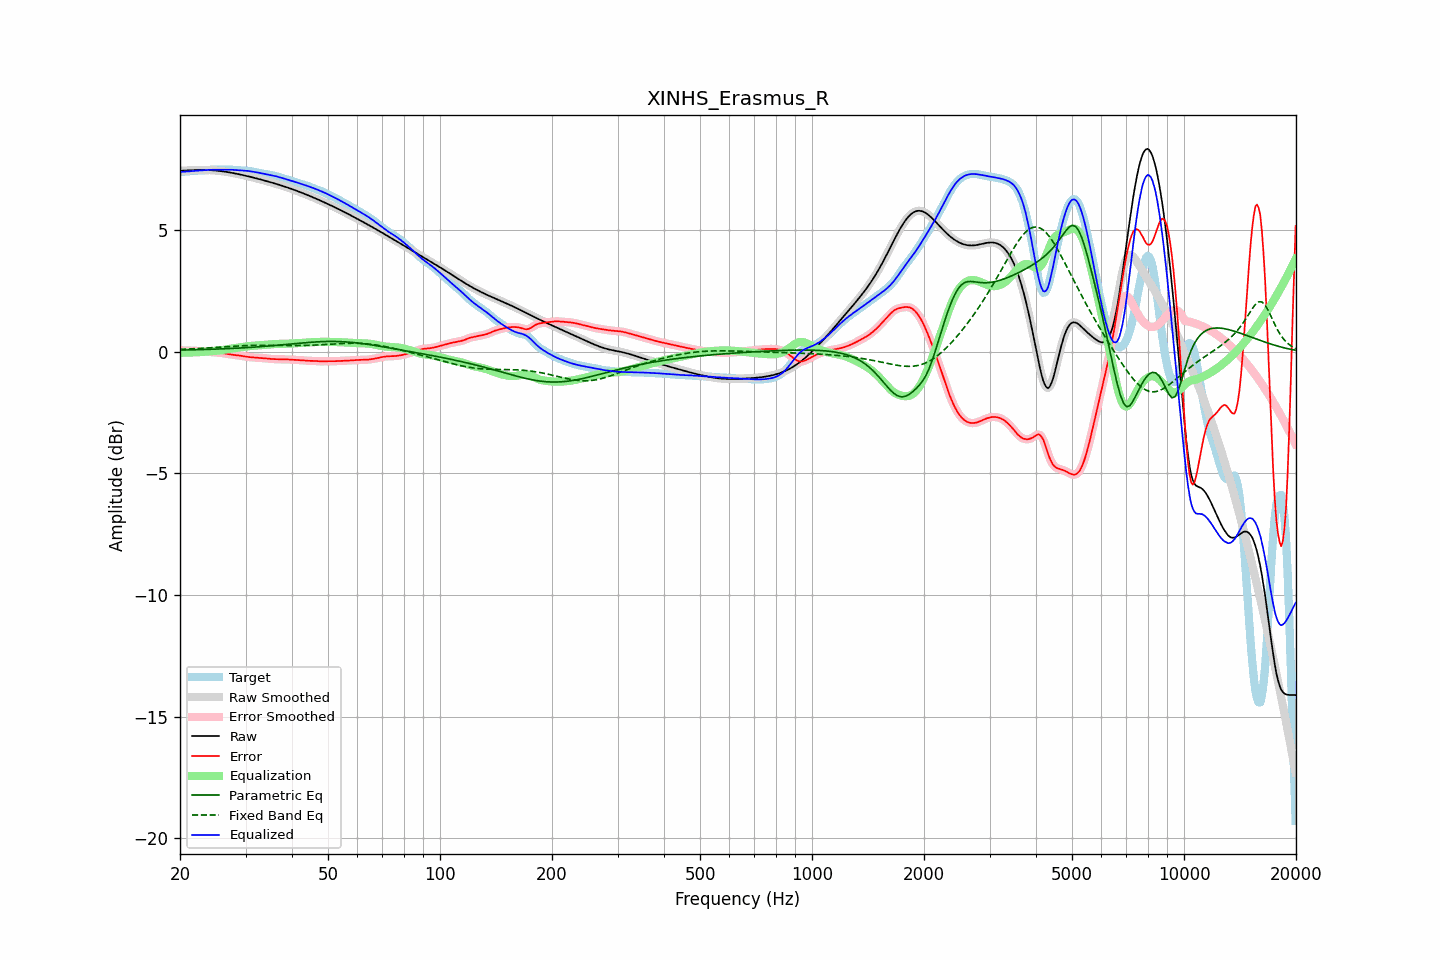 XINHS_Erasmus_R
Amplitude (dBr)
5
0
−5
−10
−15
−20
Target
Raw Smoothed
Error Smoothed
Raw
Error
Equalization
Parametric Eq
Fixed Band Eq
Equalized
20 50 100 200 500 1000 2000 5000 10000 20000
Frequency (Hz)